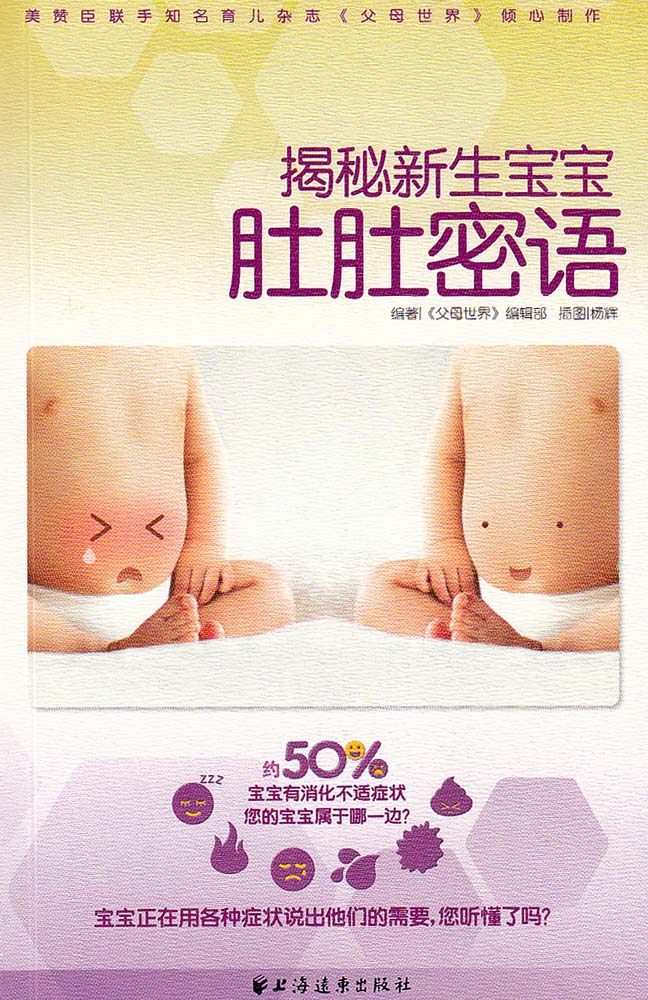 美赞臣联手知名育儿杂志《父母世界》倾心制作
揭秘新生宝宝
肚肚密语
编著|《父母世界》编辑部 插图|杨辉
zzz
约50%
宝宝有消化不适症状
您的宝宝属于哪一边?
宝宝正在用各种症状说出他们的需要,您听懂了吗?
上海遠東出版社